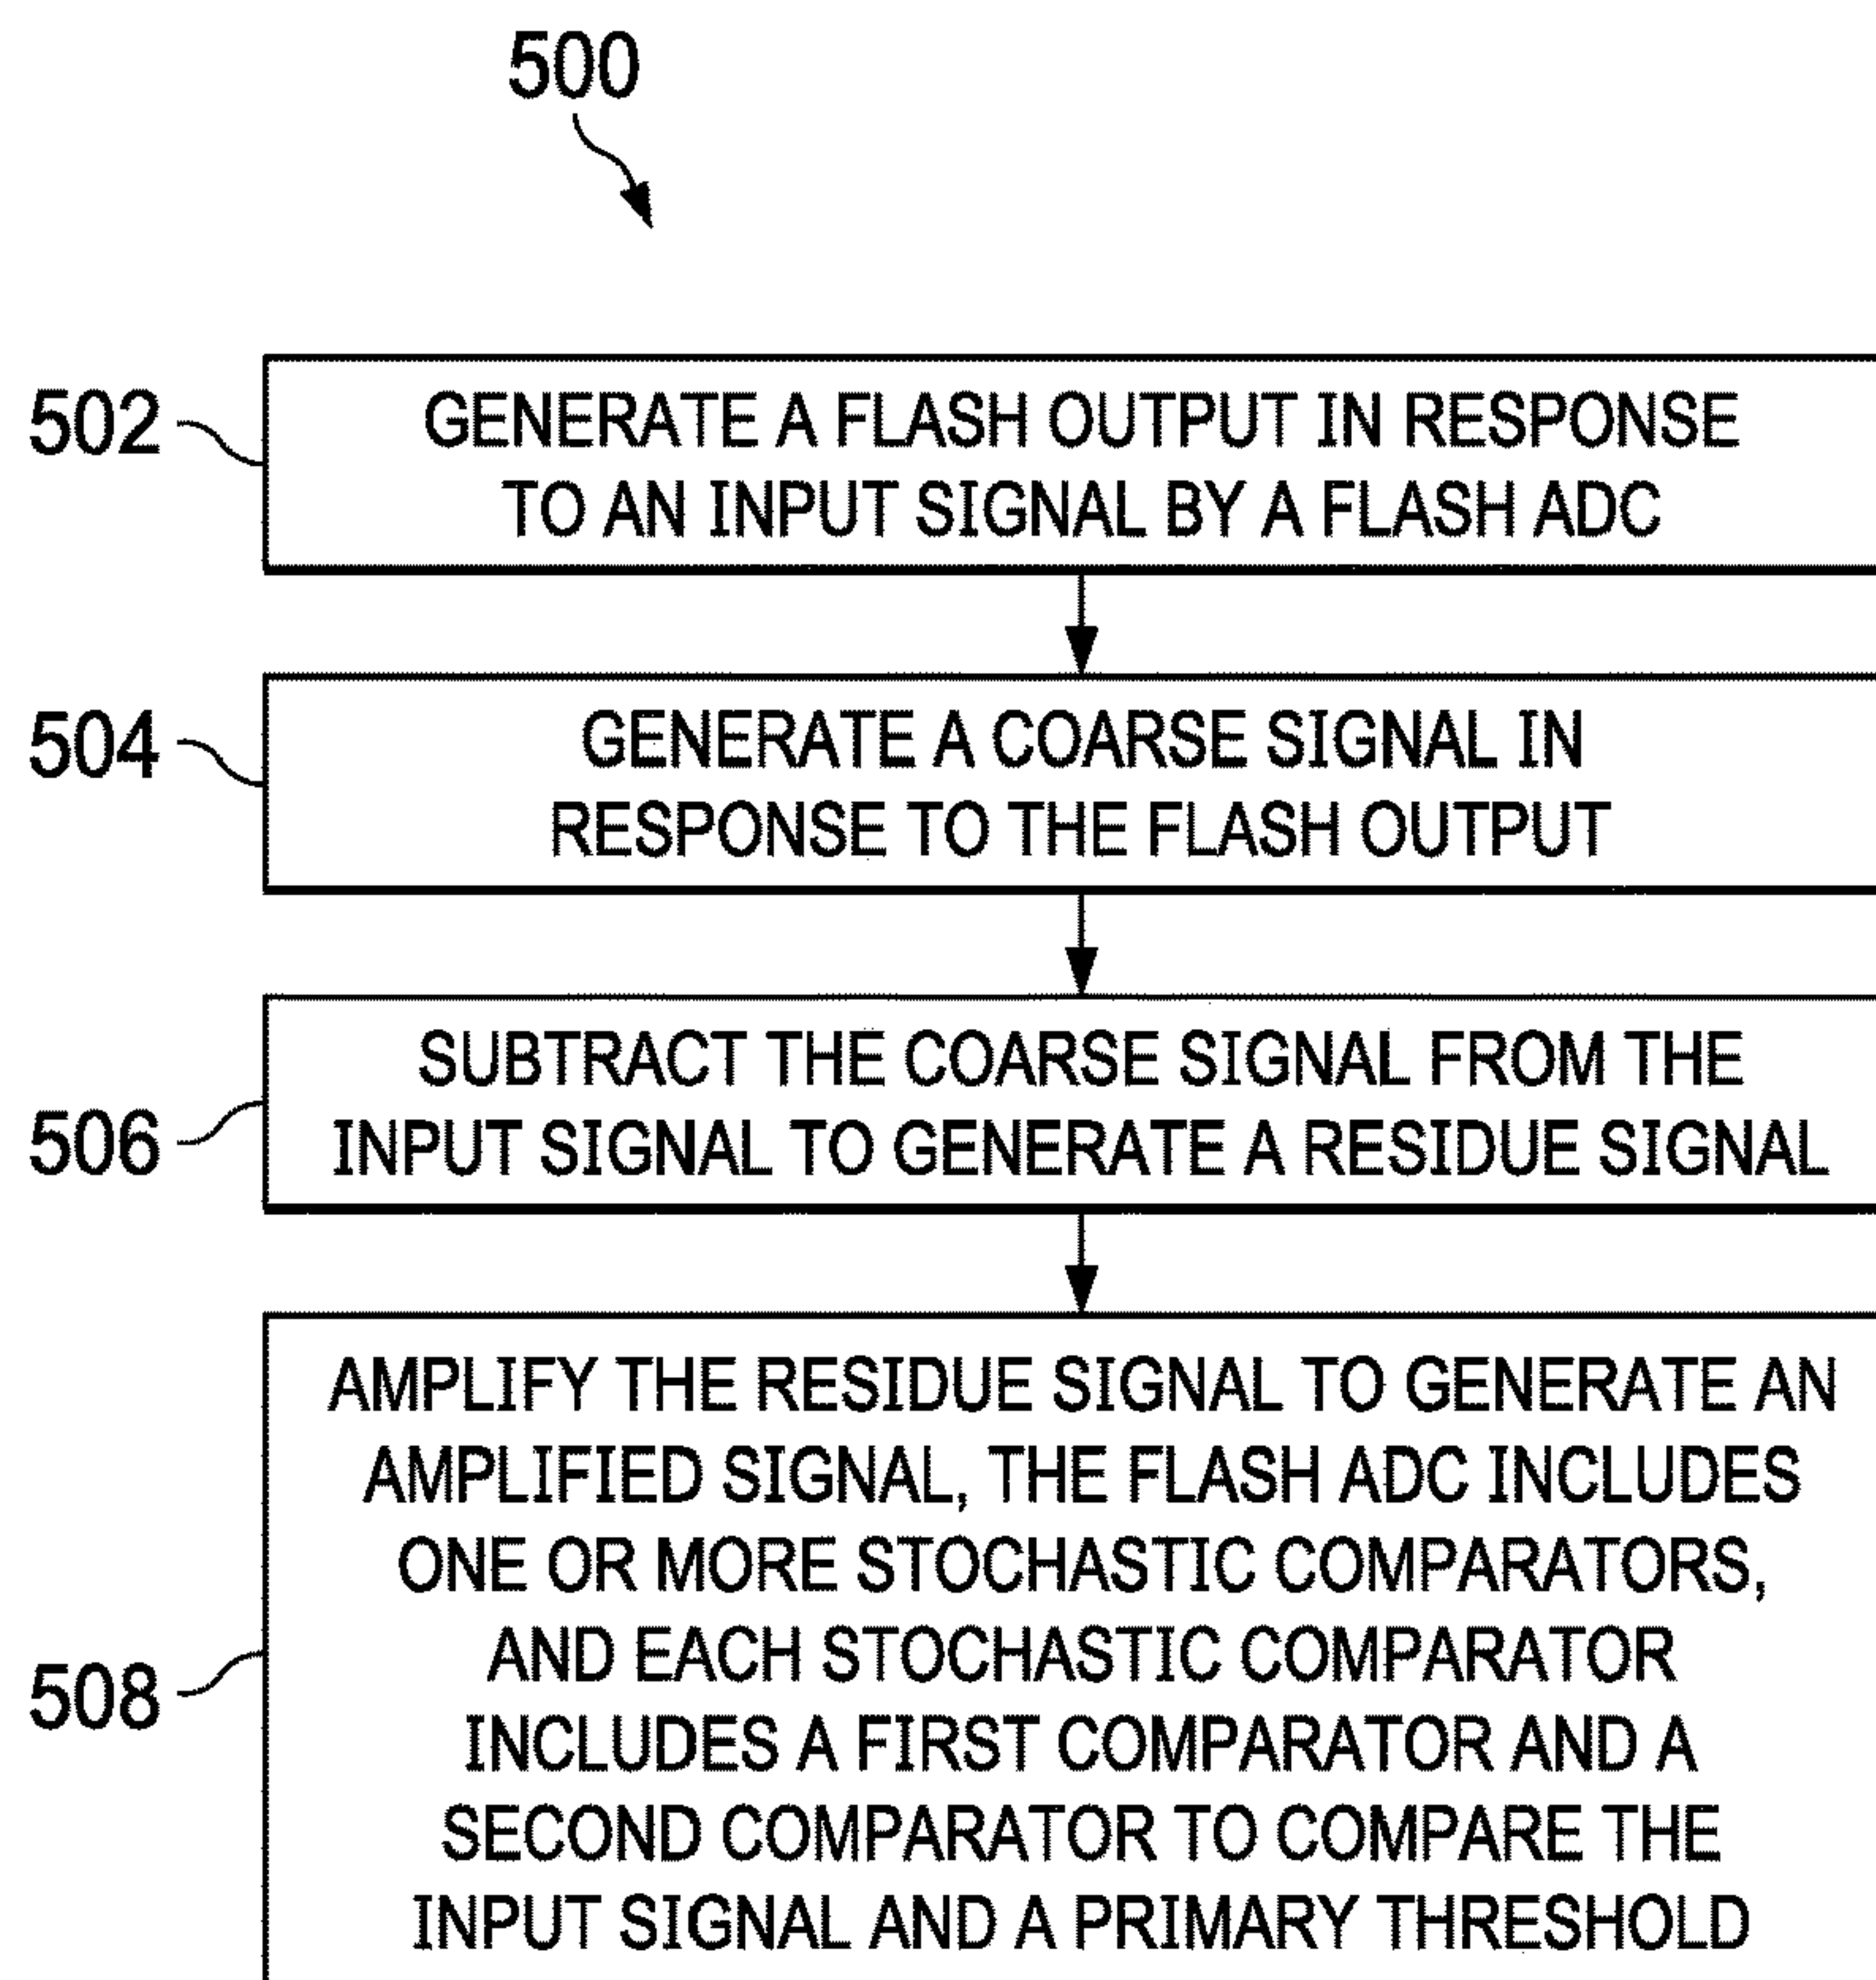 500
502
GENERATE A FLASH OUTPUT IN RESPONSE
TO AN INPUT SIGNAL BY A FLASH ADC
504
GENERATE A COARSE SIGNAL IN
RESPONSE TO THE FLASH OUTPUT
506
SUBTRACT THE COARSE SIGNAL FROM THE
INPUT SIGNAL TO GENERATE A RESIDUE SIGNAL
508
AMPLIFY THE RESIDUE SIGNAL TO GENERATE AN
AMPLIFIED SIGNAL, THE FLASH ADC INCLUDES
ONE OR MORE STOCHASTIC COMPARATORS,
AND EACH STOCHASTIC COMPARATOR
INCLUDES A FIRST COMPARATOR AND A
SECOND COMPARATOR TO COMPARE THE
INPUT SIGNAL AND A PRIMARY THRESHOLD